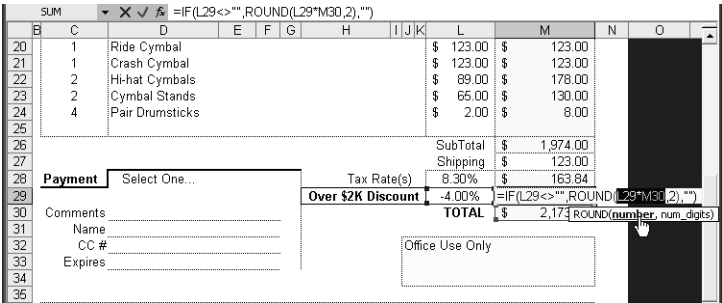 SUM =IF(L29<>"",ROUND(L29*M30,2),"")
B C D E F G H I J K L M N O
20 1 Ride Cymbal $ 123.00 $ 123.00
21 1 Crash Cymbal $ 123.00 $ 123.00
22 2 Hi-hat Cymbals $ 89.00 $ 178.00
23 2 Cymbal Stands $ 65.00 $ 130.00
24 4 Pair Drumsticks $ 2.00 $ 8.00
25
26 SubTotal $ 1,974.00
27 Shipping $ 123.00
28 Payment Select One... Tax Rate(s) 8.30% $ 163.84
29 Over $2K Discount -4.00% =IF(L29<>"",ROUND(L29*M30,2),"")
30 Comments TOTAL $ 2,173 ROUND(number, num_digits)
31 Name
32 CC # Office Use Only
33 Expires
34
35